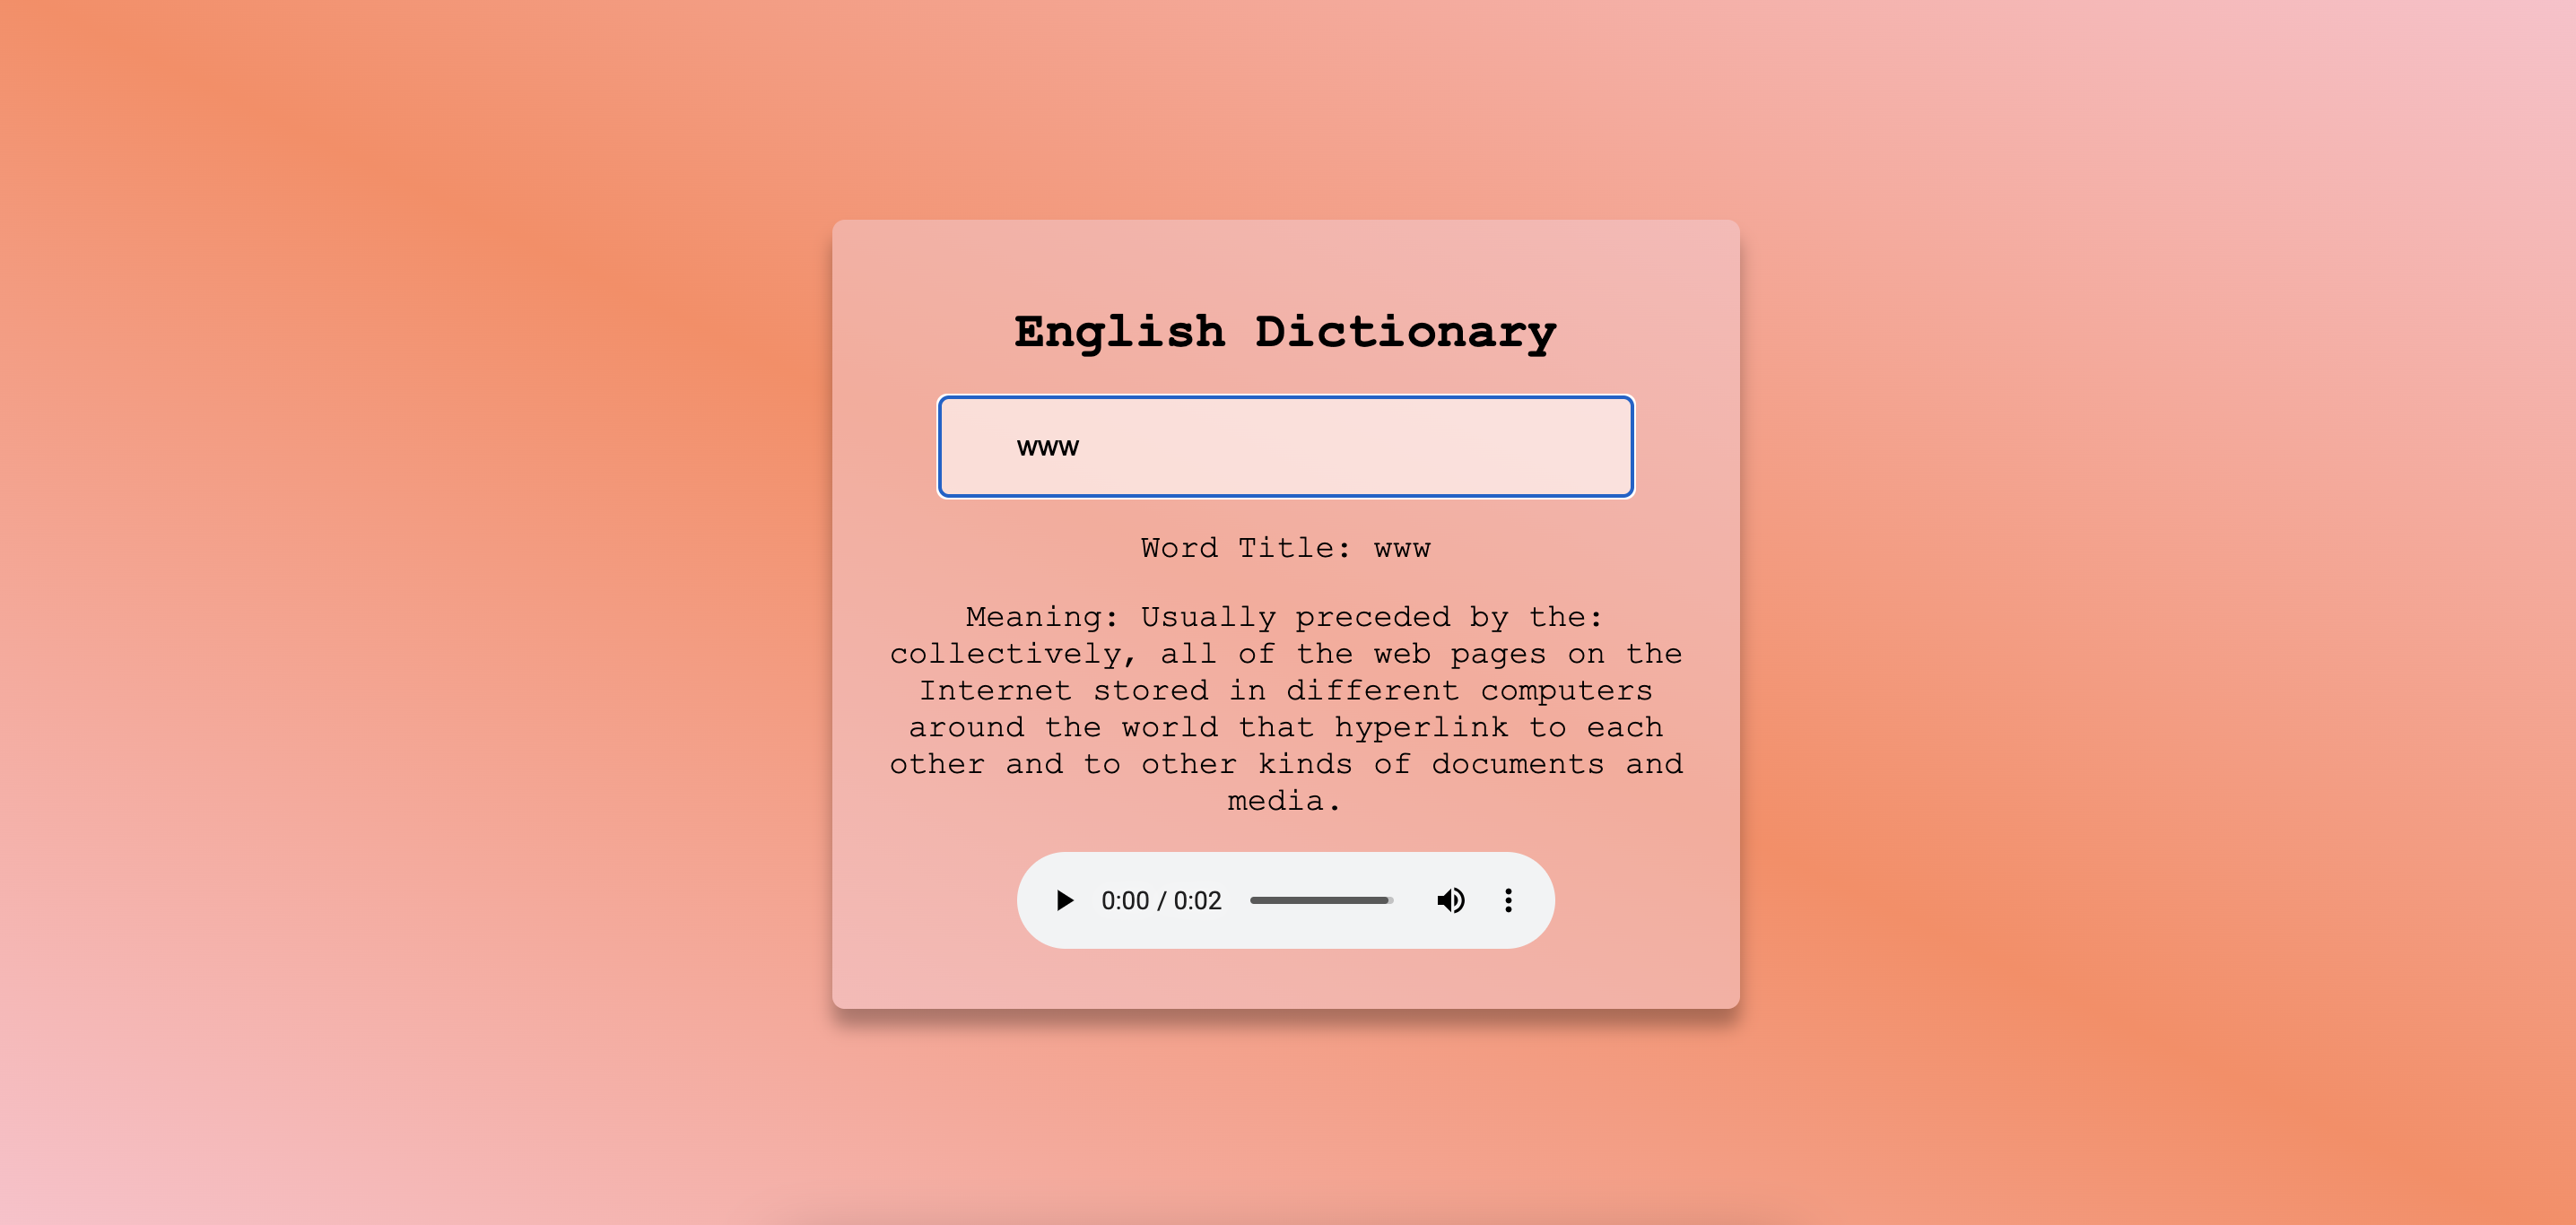 English Dictionary
www
Word Title: www
Meaning: Usually preceded by the:
collectively, all of the web pages on the
Internet stored in different computers
around the world that hyperlink to each
other and to other kinds of documents and
media.
0:00 / 0:02